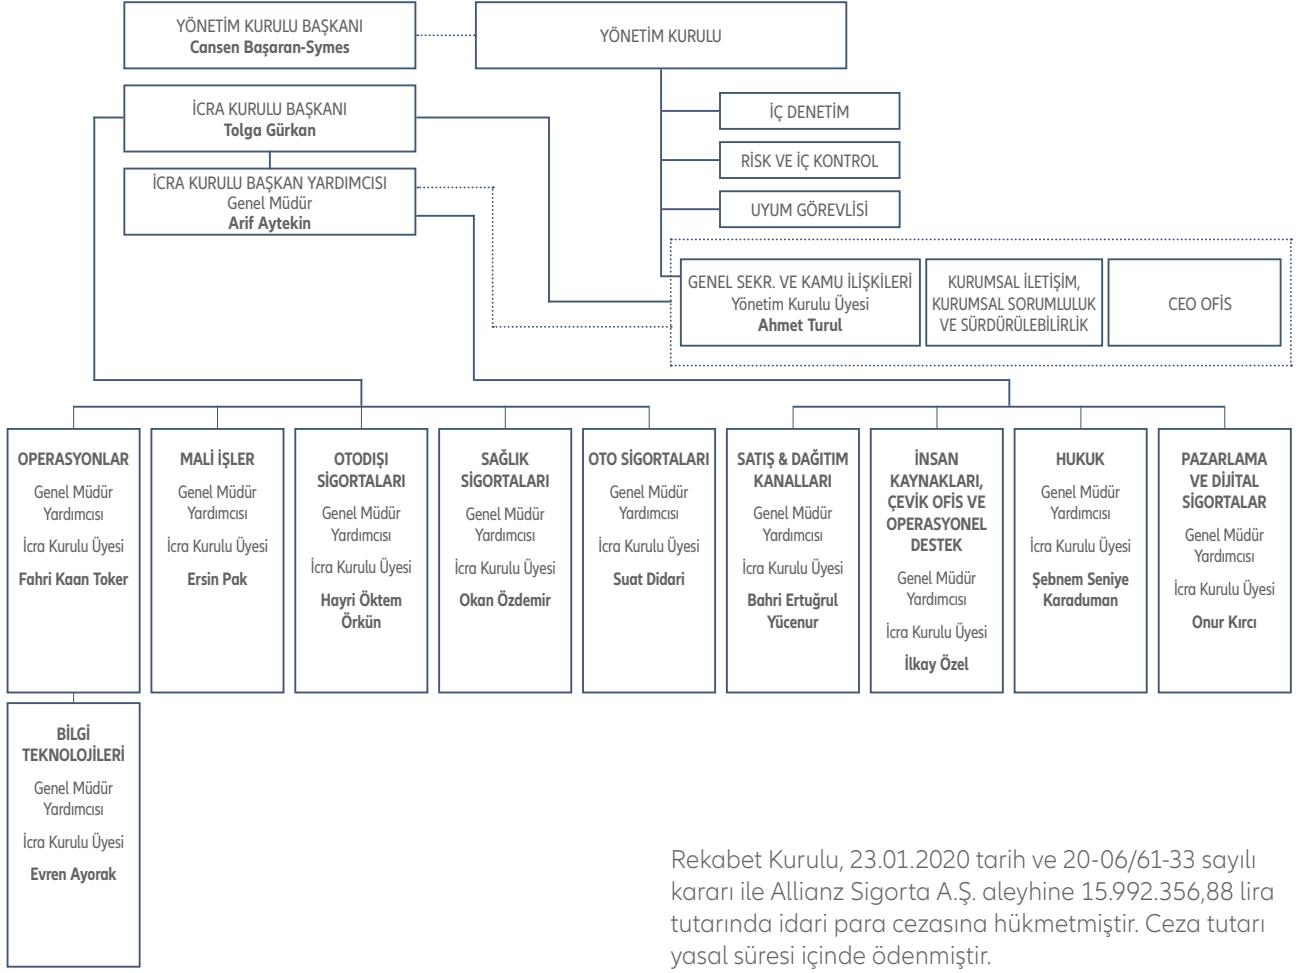 YÖNETİM KURULU BAŞKANI
Cansen Başaran-Symes
YÖNETİM KURULU
İCRA KURULU BAŞKANI
Tolga Gürkan
İÇ DENETİM
RİSK VE İÇ KONTROL
İCRA KURULU BAŞKAN YARDIMCISI
Genel Müdür
Arif Aytekin
UYUM GÖREVLİSİ
GENEL SEKR. VE KAMU İLİŞKİLERİ
Yönetim Kurulu Üyesi
Ahmet Turul
KURUMSAL İLETİŞİM,
KURUMSAL SORUMLULUK
VE SÜRDÜRÜLEBİLİRLİK
CEO OFİS
OPERASYONLAR
Genel Müdür
Yardımcısı
İcra Kurulu Üyesi
Fahri Kaan Toker
MALİ İŞLER
Genel Müdür
Yardımcısı
İcra Kurulu Üyesi
Ersin Pak
OTODIŞI
SİGORTALARI
Genel Müdür
Yardımcısı
İcra Kurulu Üyesi
Hayri Öktem
Örkün
SAĞLIK
SİGORTALARI
Genel Müdür
Yardımcısı
İcra Kurulu Üyesi
Okan Özdemir
OTO SİGORTALARI
Genel Müdür
Yardımcısı
İcra Kurulu Üyesi
Suat Didari
SATIŞ & DAĞITIM
KANALLARI
Genel Müdür
Yardımcısı
İcra Kurulu Üyesi
Bahri Ertuğrul
Yücenur
İNSAN
KAYNAKLARI,
ÇEVİK OFİS VE
OPERASYONEL
DESTEK
Genel Müdür
Yardımcısı
İcra Kurulu Üyesi
İlkay Özel
HUKUK
Genel Müdür
Yardımcısı
İcra Kurulu Üyesi
Şebnem Seniye
Karaduman
PAZARLAMA
VE DİJİTAL
SİGORTALAR
Genel Müdür
Yardımcısı
İcra Kurulu Üyesi
Onur Kırcı
BİLGİ
TEKNOLOJİLERİ
Genel Müdür
Yardımcısı
İcra Kurulu Üyesi
Evren Ayorak
Rekabet Kurulu, 23.01.2020 tarih ve 20-06/61-33 sayılı
kararı ile Allianz Sigorta A.Ş. aleyhine 15.992.356,88 lira
tutarında idari para cezasına hükmetmiştir. Ceza tutarı
yasal süresi içinde ödenmiştir.